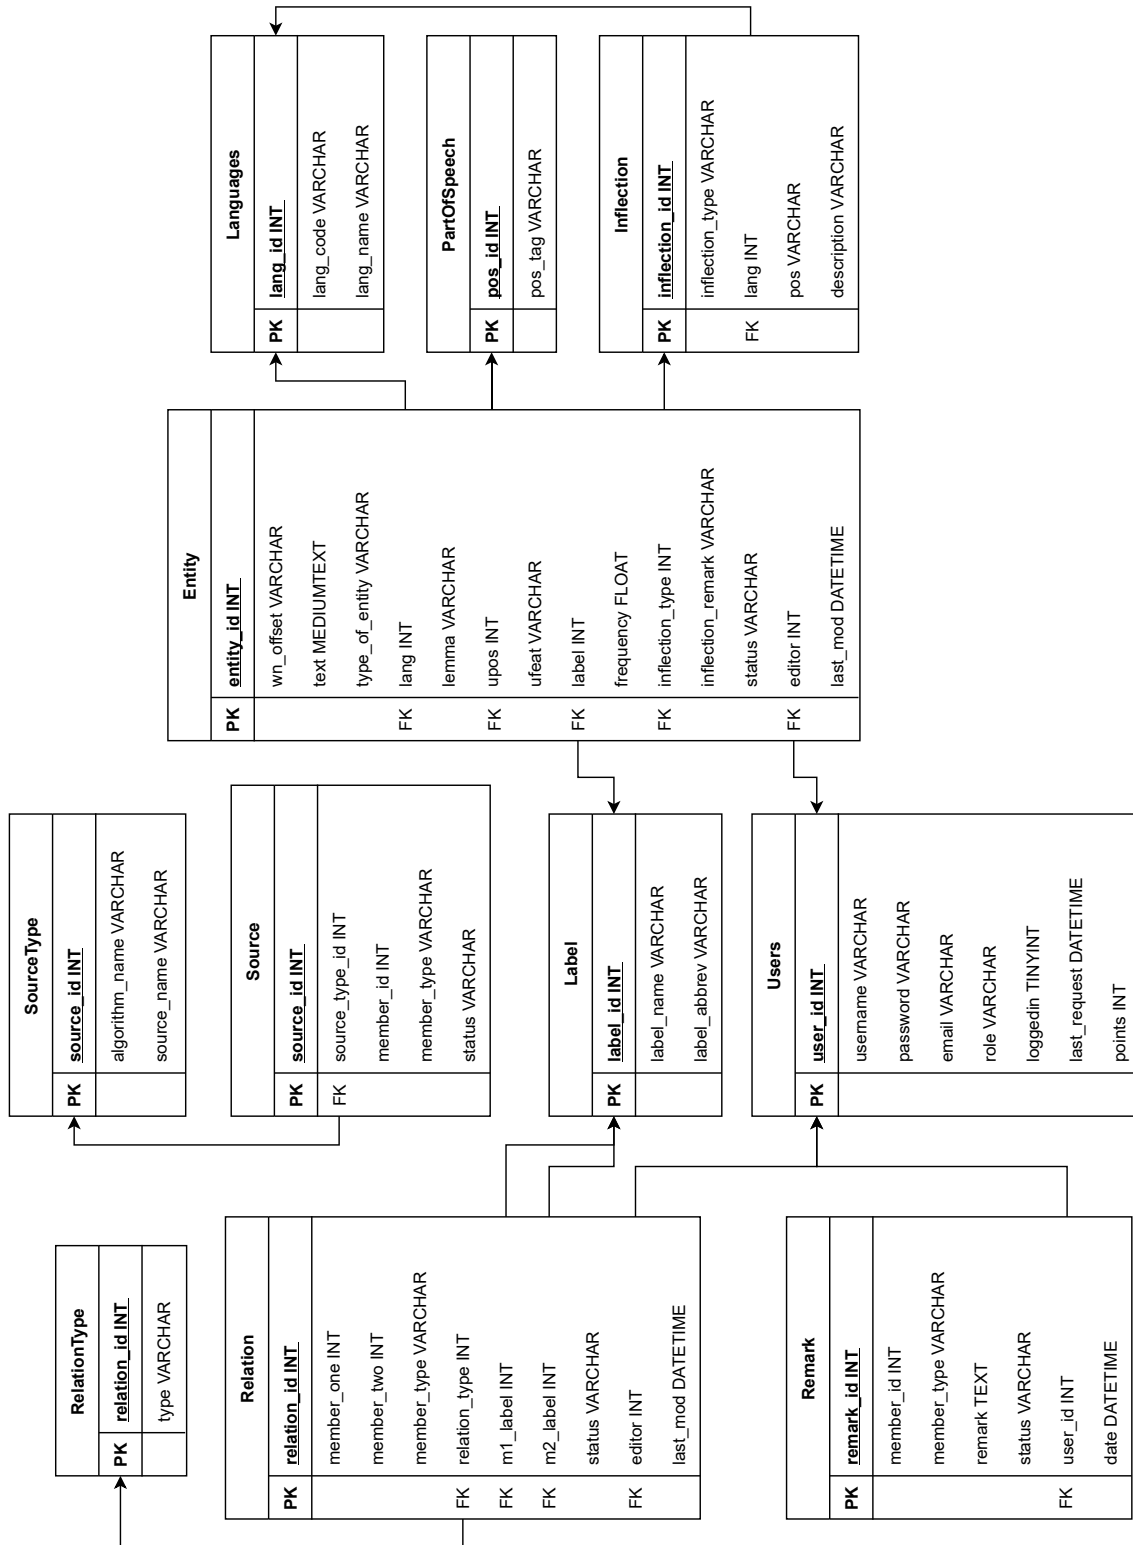 RelationType
PK relation_id INT
type VARCHAR
Relation
PK relation_id INT
member_one INT
member_two INT
member_type VARCHAR
FK relation_type INT
FK m1_label INT
FK m2_label INT
status VARCHAR
FK editor INT
last_mod DATETIME
Remark
PK remark_id INT
member_id INT
member_type VARCHAR
remark TEXT
status VARCHAR
FK user_id INT
date DATETIME
SourceType
PK source_id INT
algorithm_name VARCHAR
source_name VARCHAR
Source
PK source_id INT
FK source_type_id INT
member_id INT
member_type VARCHAR
status VARCHAR
Label
PK label_id INT
label_name VARCHAR
label_abbrev VARCHAR
Users
PK user_id INT
username VARCHAR
password VARCHAR
email VARCHAR
role VARCHAR
loggedin TINYINT
last_request DATETIME
points INT
Entity
PK entity_id INT
wn_offset VARCHAR
text MEDIUMTEXT
type_of_entity VARCHAR
FK lang INT
lemma VARCHAR
FK upos INT
ufeat VARCHAR
FK label INT
frequency FLOAT
FK inflection_type INT
inflection_remark VARCHAR
status VARCHAR
FK editor INT
last_mod DATETIME
Languages
PK lang_id INT
lang_code VARCHAR
lang_name VARCHAR
PartOfSpeech
PK pos_id INT
pos_tag VARCHAR
Inflection
PK inflection_id INT
inflection_type VARCHAR
FK lang INT
pos VARCHAR
description VARCHAR